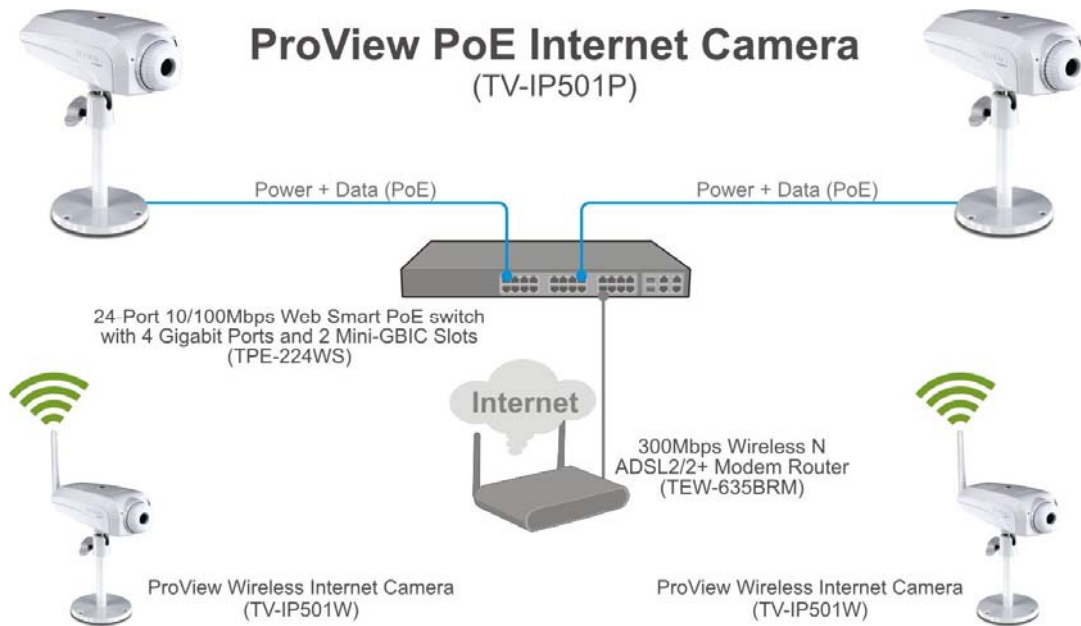 ProView PoE Internet Camera
(TV-IP501P)
Power + Data (PoE)
Power + Data (PoE)
24-Port 10/100Mbps Web Smart PoE switch
with 4 Gigabit Ports and 2 Mini-GBIC Slots
(TPE-224WS)
Internet
300Mbps Wireless N
ADSL2/2+ Modem Router
(TEW-635BRM)
ProView Wireless Internet Camera
(TV-IP501W)
ProView Wireless Internet Camera
(TV-IP501W)